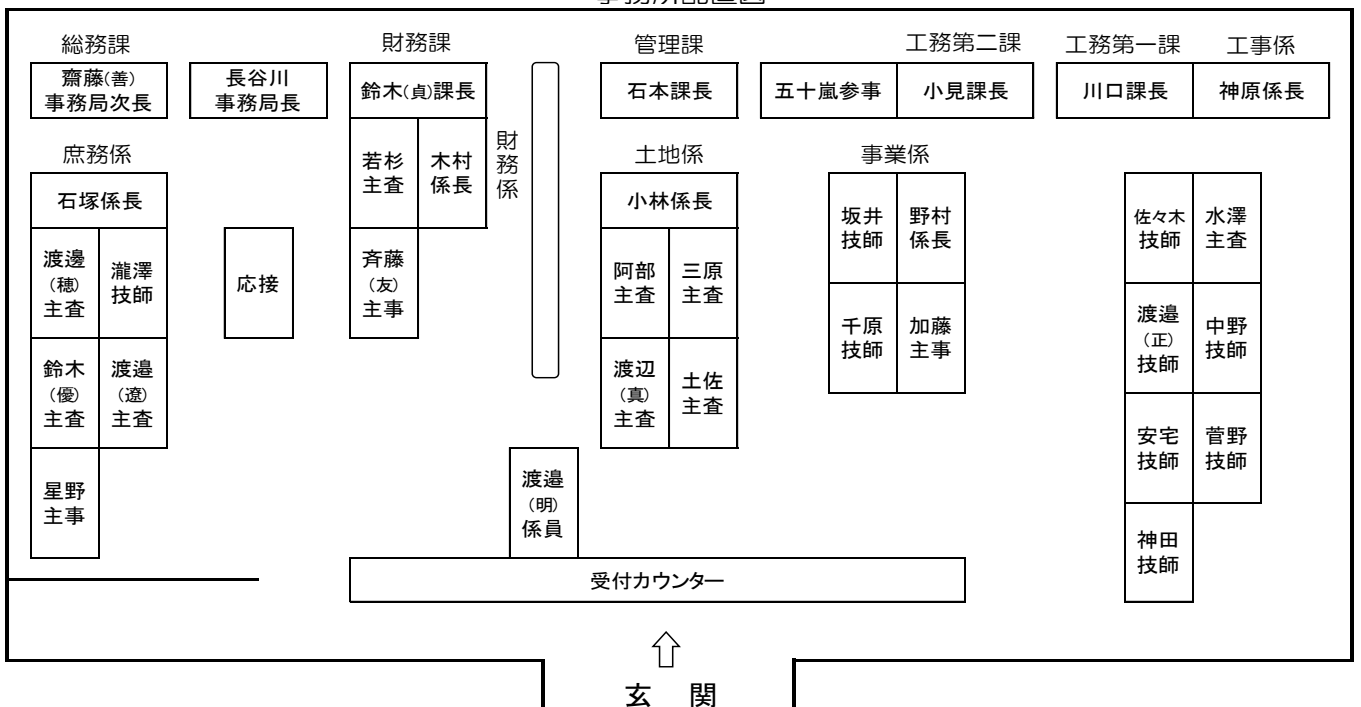 事務所配置図
総務課
財務課
管理課
工務第二課
工務第一課
工事係
齋藤(善)
事務局次長
長谷川
事務局長
鈴木(貞)課長
石本課長
五十嵐参事
小見課長
川口課長
神原係長
庶務係
石塚係長
渡邊
(穂)
主査
瀧澤
技師
鈴木
(優)
主査
渡邉
(遼)
主査
星野
主事
応接
若杉
主査
木村
係長
財務係
斉藤
(友)
主事
土地係
小林係長
阿部
主査
三原
主査
渡辺
(真)
主査
土佐
主査
事業係
坂井
技師
野村
係長
千原
技師
加藤
主事
佐々木
技師
水澤
主査
渡邉
(正)
技師
中野
技師
安宅
技師
菅野
技師
神田
技師
渡邉
(明)
係員
受付カウンター
玄　関